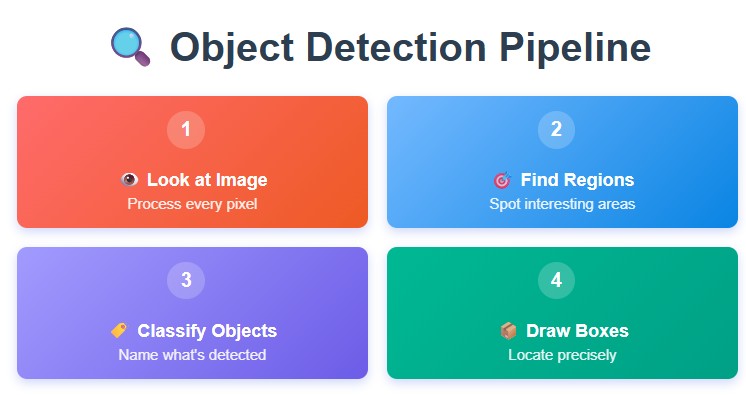 Object Detection Pipeline
1
Look at Image
Process every pixel
2
Find Regions
Spot interesting areas
3
Classify Objects
Name what's detected
4
Draw Boxes
Locate precisely